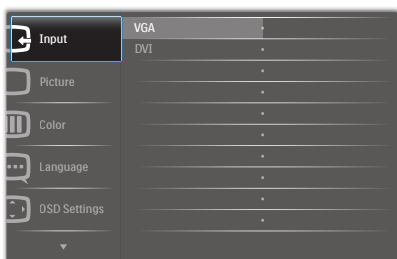 Input
VGA
DVI
Picture
Color
Language
OSD Settings